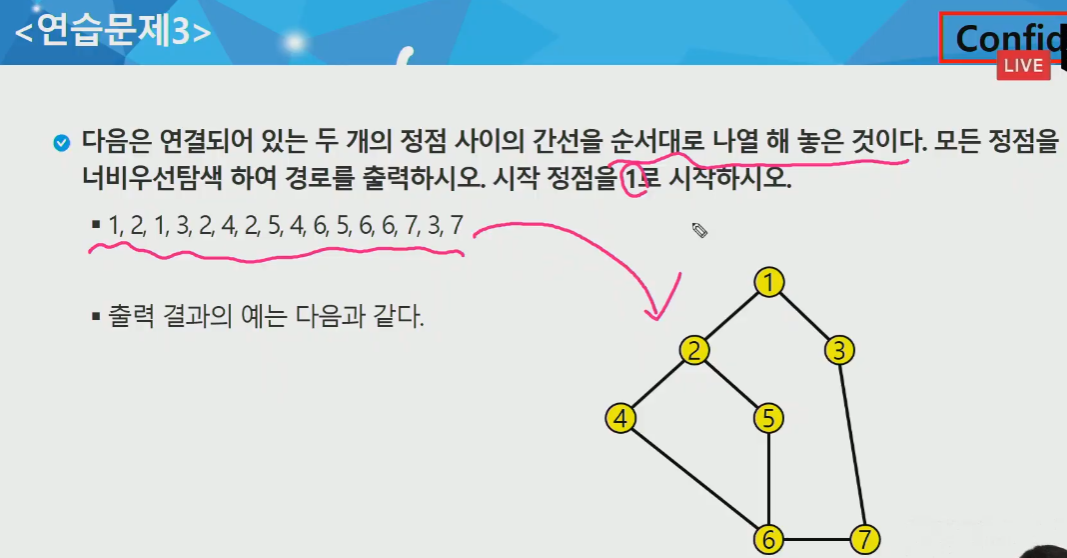 <연습문제3>
Confid
LIVE
다음은 연결되어 있는 두 개의 정점 사이의 간선을 순서대로 나열 해 놓은 것이다. 모든 정점을
너비우선탐색 하여 경로를 출력하시오. 시작 정점을 1로 시작하시오.
▪ 1, 2, 1, 3, 2, 4, 2, 5, 4, 6, 5, 6, 6, 7, 3, 7
▪ 출력 결과의 예는 다음과 같다.
1
2 3
4 5
6 7